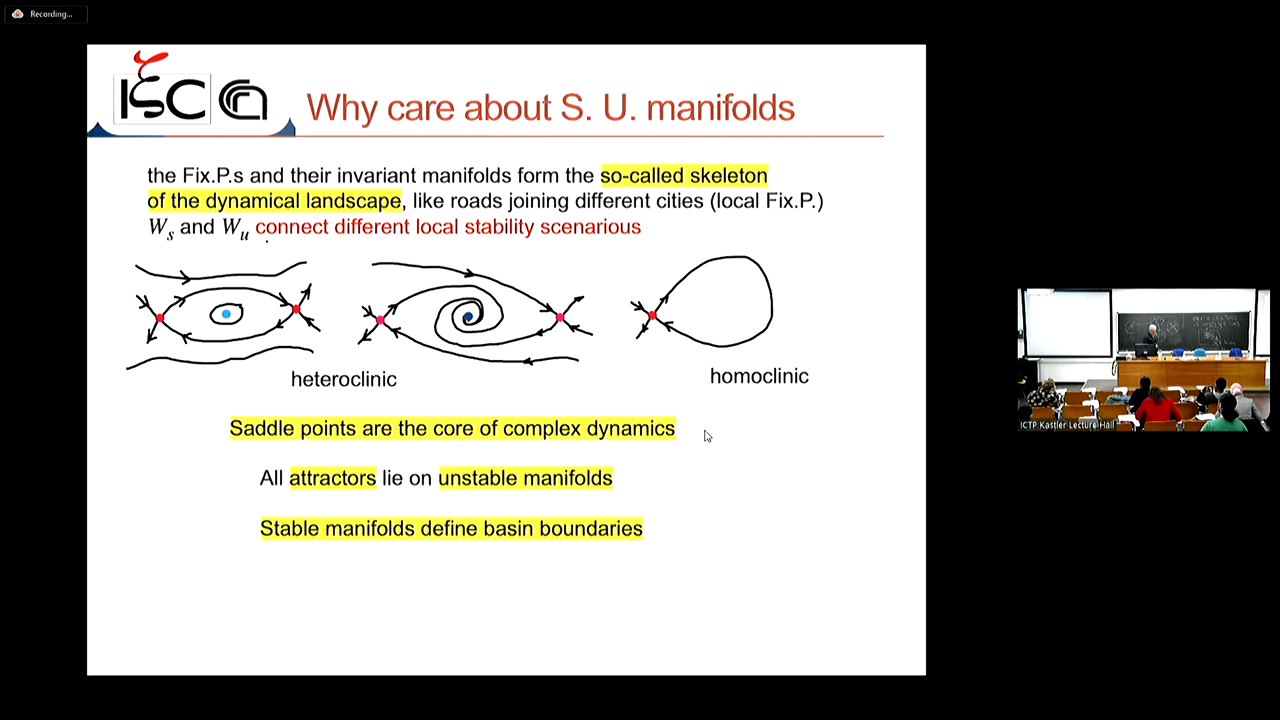 Recording...
ISC
cnr
Why care about S. U. manifolds
the Fix.P.s and their invariant manifolds form the so-called skeleton
of the dynamical landscape, like roads joining different cities (local Fix.P.)
Ws and Wu connect different local stability scenarious
heteroclinic
homoclinic
Saddle points are the core of complex dynamics
All attractors lie on unstable manifolds
Stable manifolds define basin boundaries
ICTP Kastler Lecture Hall